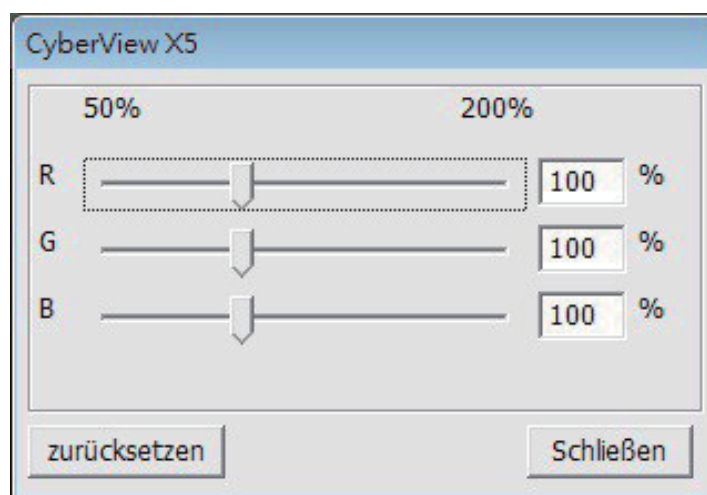 CyberView X5
50% 200%
R 100 %
G 100 %
B 100 %
zurücksetzen Schließen